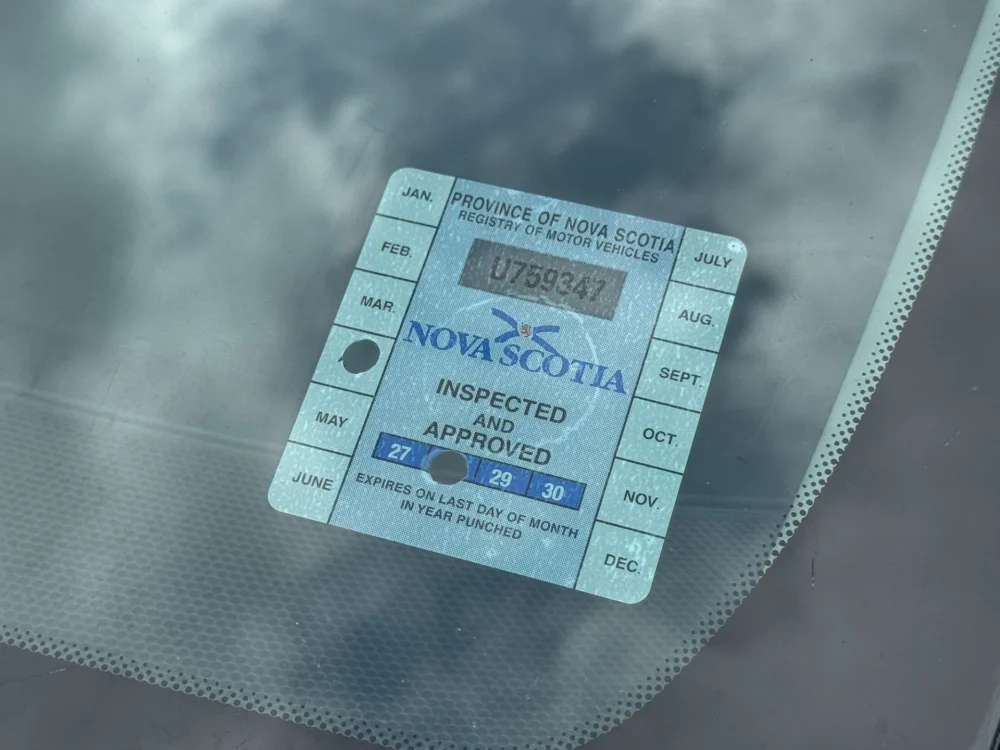 JAN.
FEB.
MAR.
MAY
JUNE
PROVINCE OF NOVA SCOTIA
REGISTRY OF MOTOR VEHICLES
U759347
NOVA SCOTIA
INSPECTED
AND
APPROVED
27 29 30
EXPIRES ON LAST DAY OF MONTH
IN YEAR PUNCHED
JULY
AUG.
SEPT.
OCT.
NOV.
DEC.